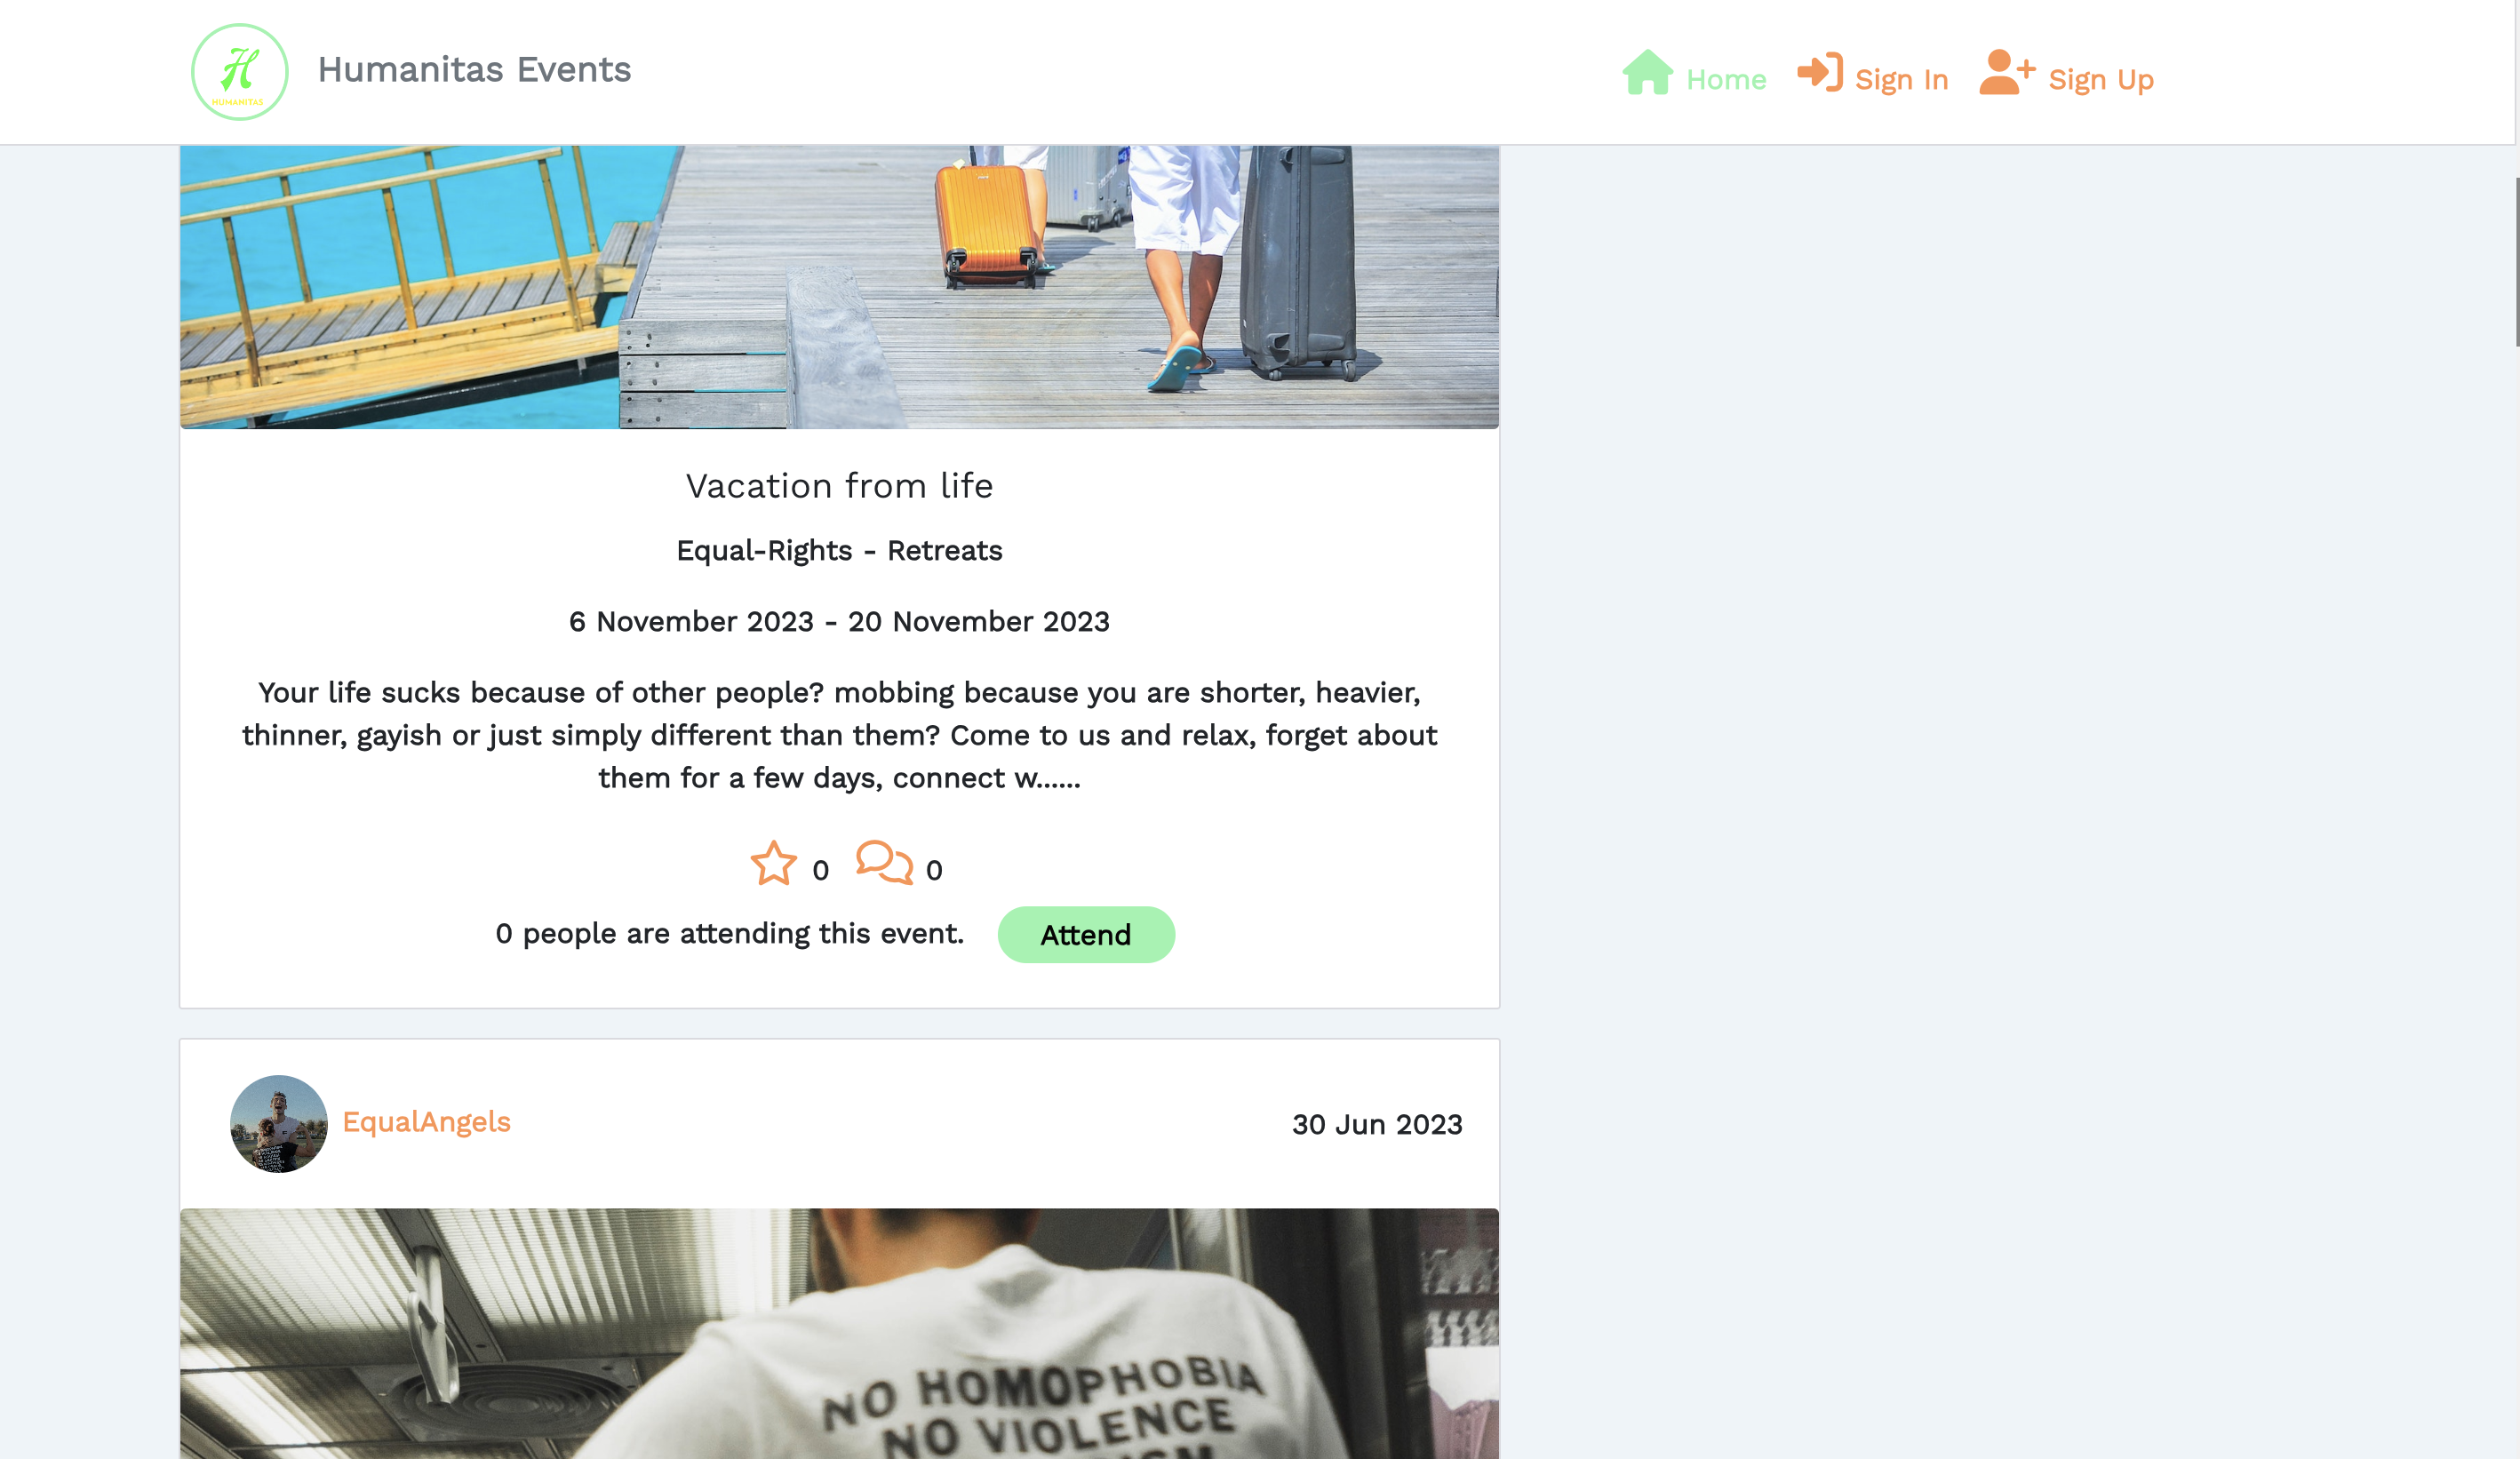 H
HUMANITAS
Humanitas Events
Home
Sign In
Sign Up
Vacation from life
Equal-Rights - Retreats
6 November 2023 - 20 November 2023
Your life sucks because of other people? mobbing because you are shorter, heavier,
thinner, gayish or just simply different than them? Come to us and relax, forget about
them for a few days, connect w......
0
0
0 people are attending this event.
Attend
EqualAngels
30 Jun 2023
NO HOMOPHOBIA
NO VIOLENCE